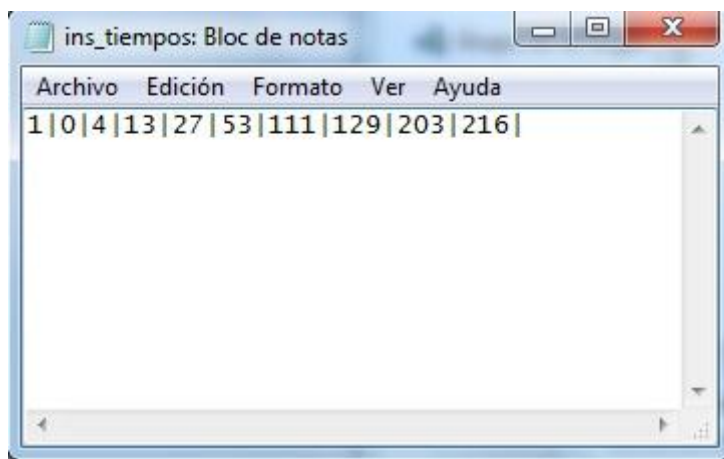 ins_tiempos: Bloc de notas
Archivo Edición Formato Ver Ayuda
1|0|4|13|27|53|111|129|203|216|